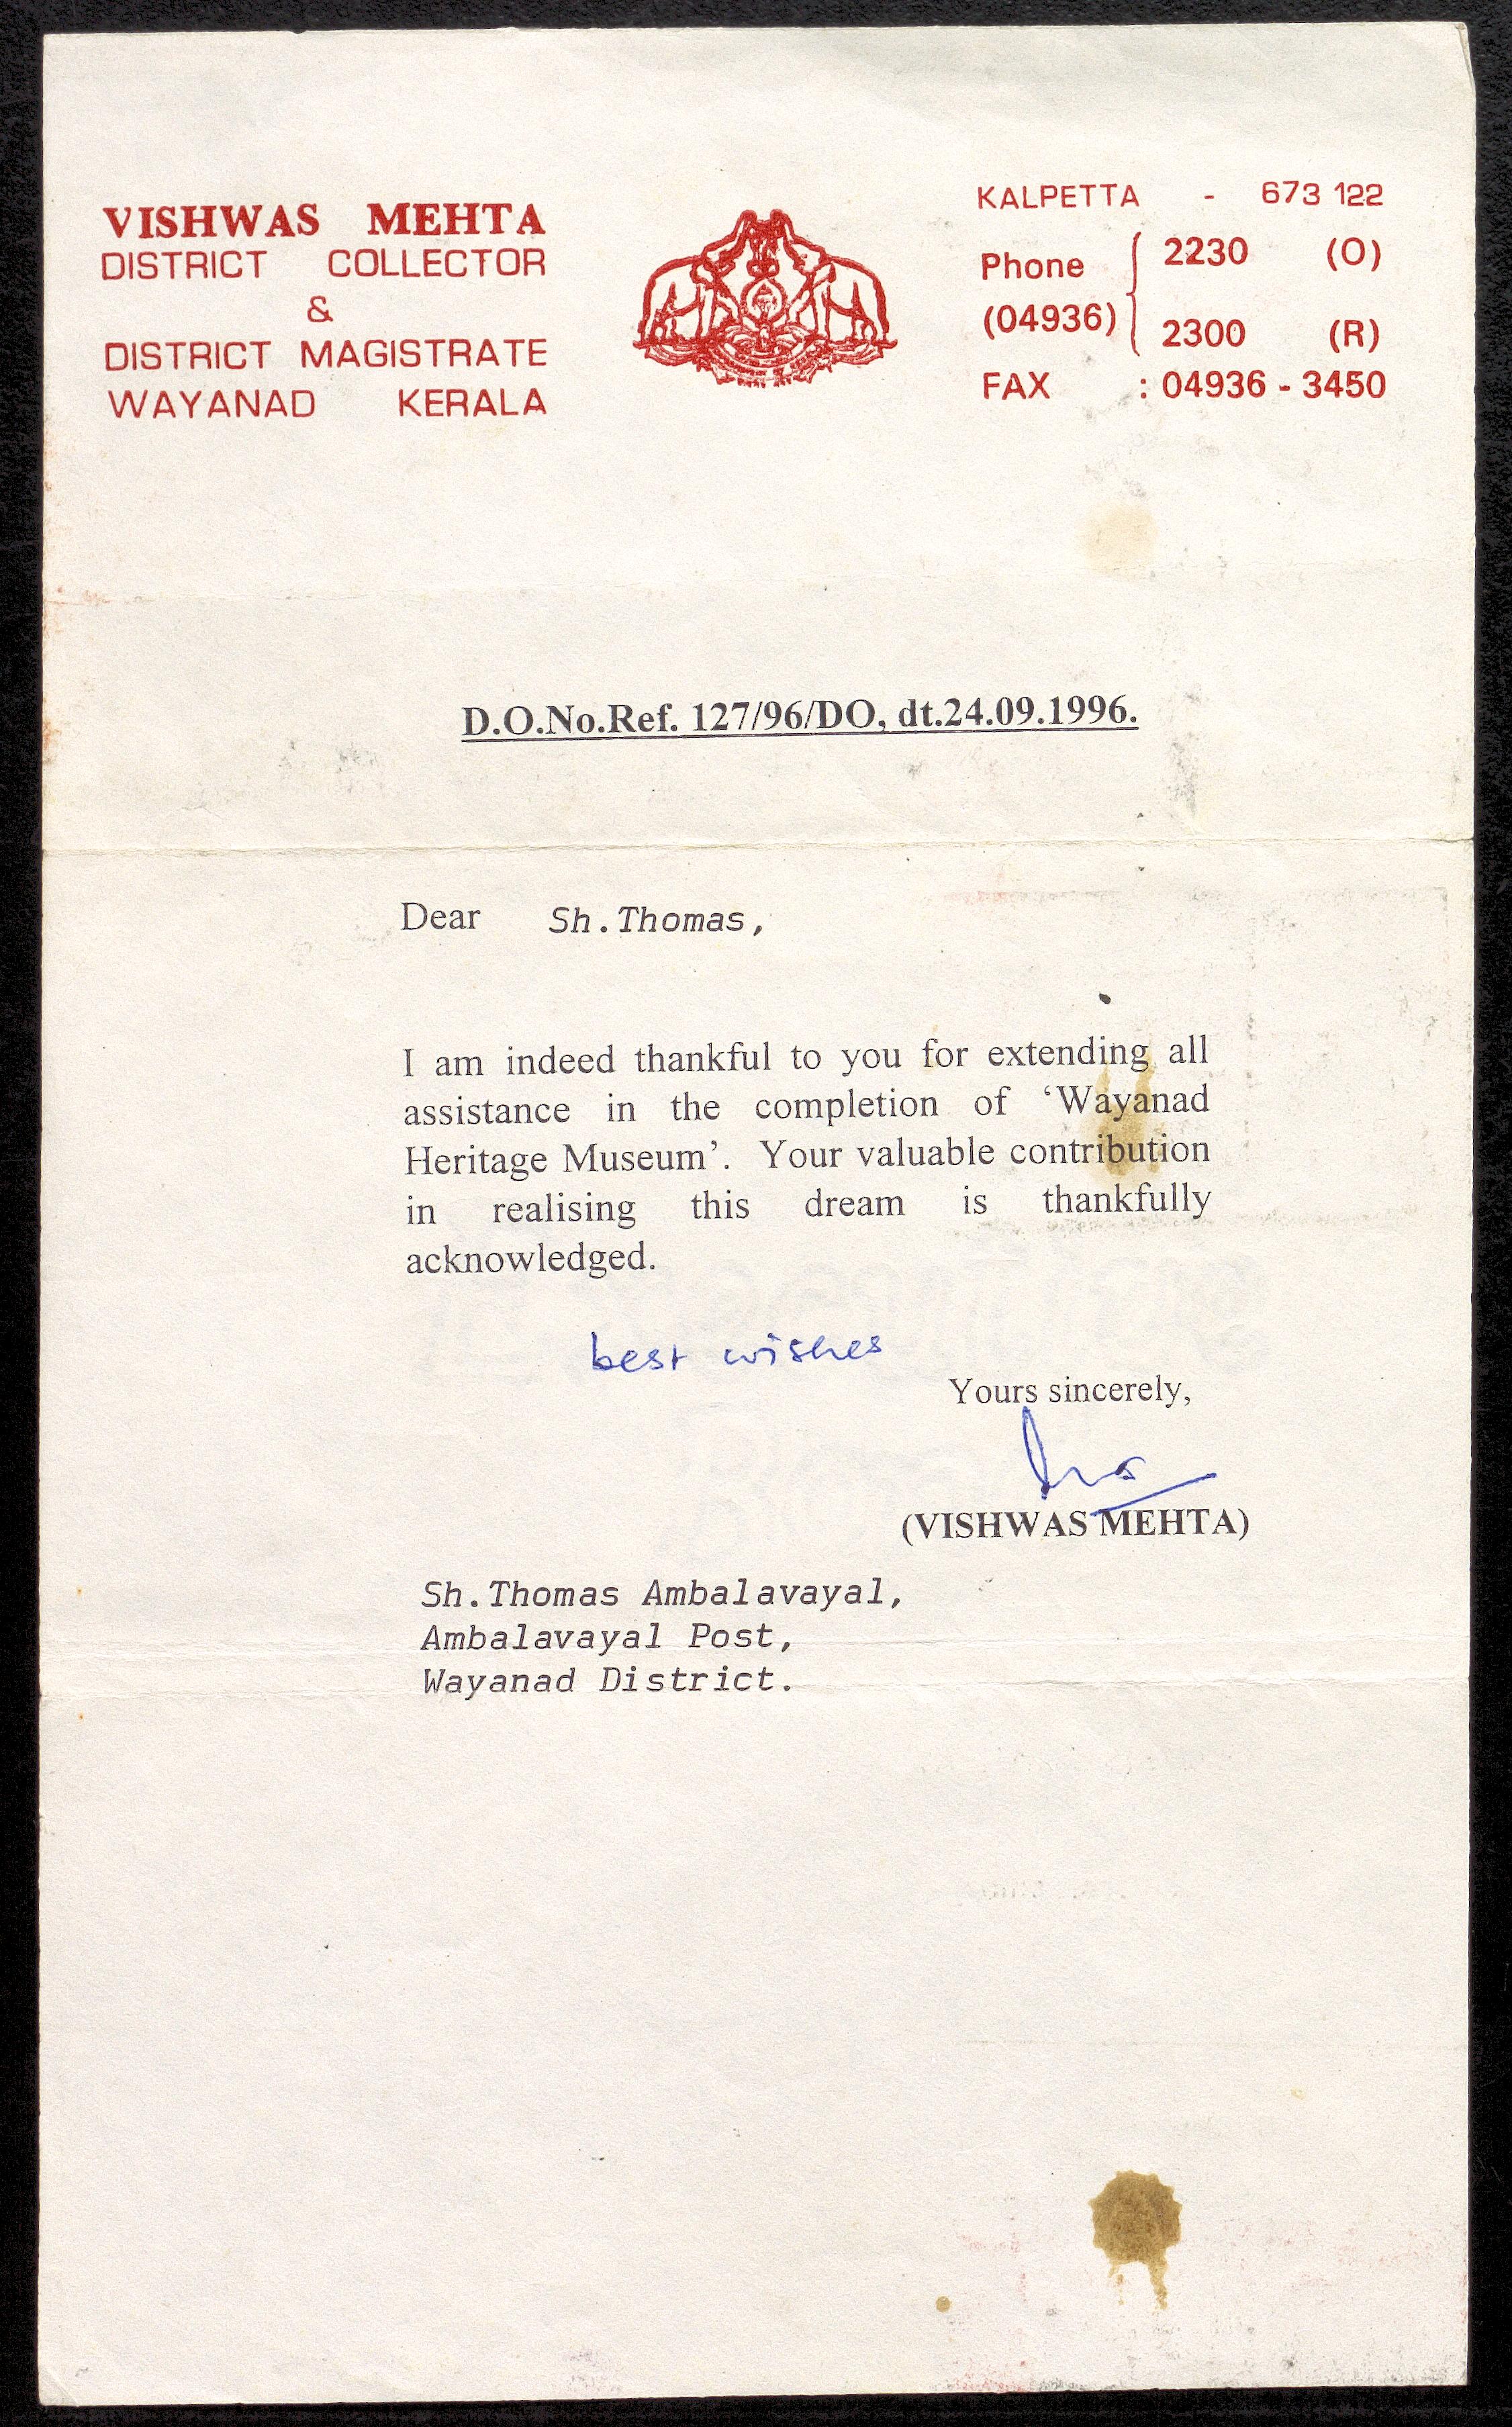 VISHWAS MEHTA
DISTRICT COLLECTOR
&
DISTRICT MAGISTRATE
WAYANAD KERALA
KALPETTA - 673 122
Phone (04936) { 2230 (O)
2300 (R)
FAX : 04936 - 3450
D.O.No.Ref. 127/96/DO, dt.24.09.1996.
Dear Sh.Thomas,
I am indeed thankful to you for extending all
assistance in the completion of ‘Wayanad
Heritage Museum’. Your valuable contribution
in realising this dream is thankfully
acknowledged.
best wishes
Yours sincerely,
(VISHWAS MEHTA)
Sh.Thomas Ambalavayal,
Ambalavayal Post,
Wayanad District.